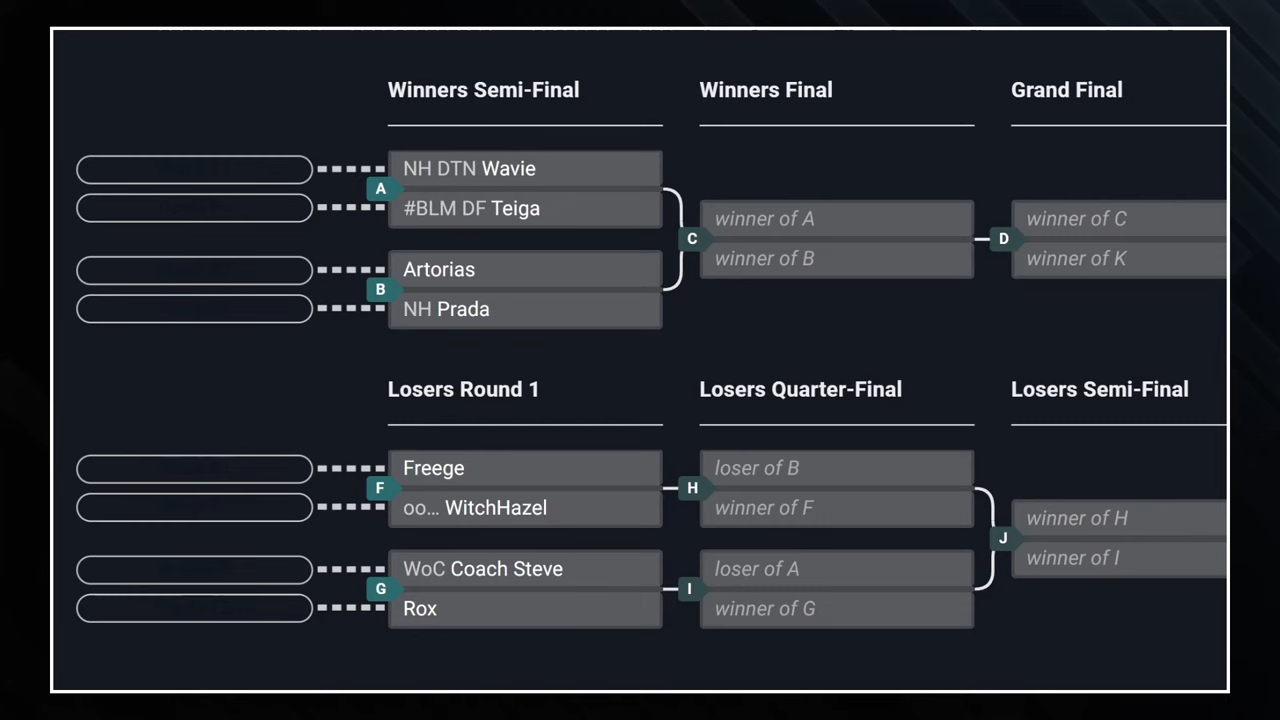 Winners Semi-Final
Winners Final
Grand Final
NH DTN Wavie
A
#BLM DF Teiga
winner of A
C
winner of B
winner of C
D
winner of K
Artorias
B
NH Prada
Losers Round 1
Losers Quarter-Final
Losers Semi-Final
Freege
F
oo... WitchHazel
loser of B
H
winner of F
WoC Coach Steve
G
Rox
loser of A
I
winner of G
winner of H
J
winner of I